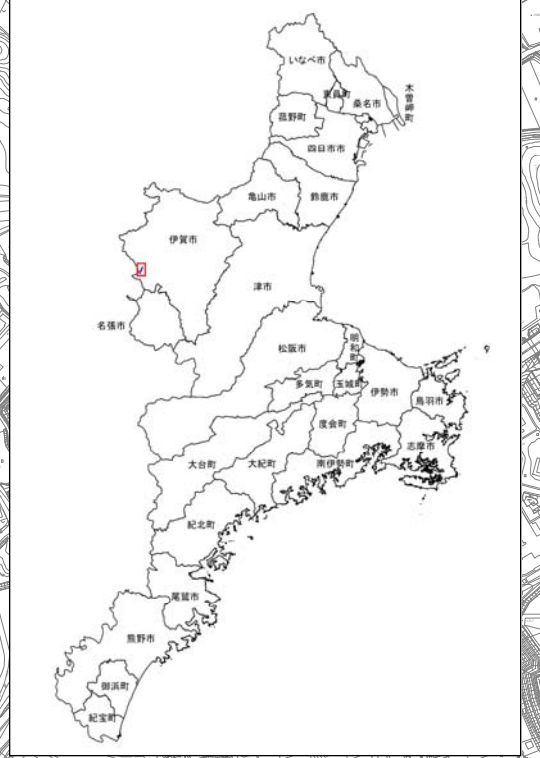 いなべ市
東員町
桑名市
木曽岬町
菰野町
四日市市
亀山市
鈴鹿市
伊賀市
津市
名張市
松阪市
明和町
多気町
玉城町
伊勢市
鳥羽市
度会町
志摩市
大台町
大紀町
南伊勢町
紀北町
尾鷲市
熊野市
御浜町
紀宝町